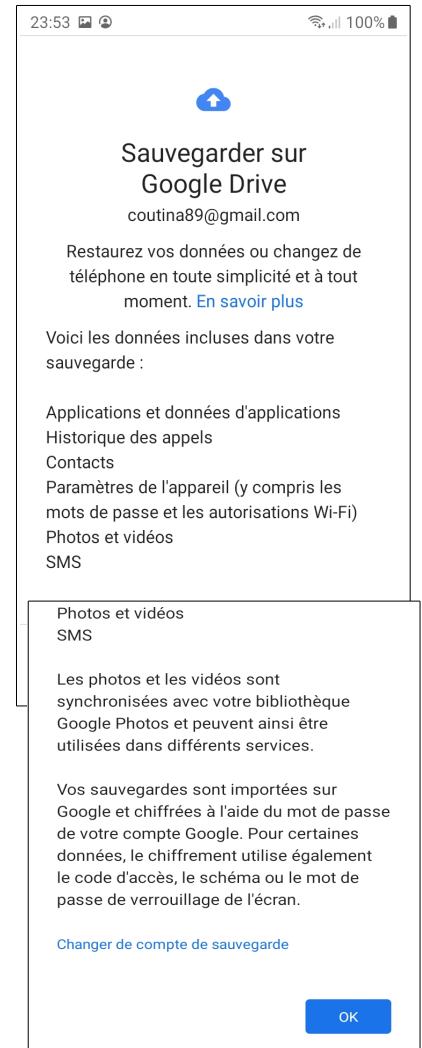 23:53 100%
Sauvegarder sur
Google Drive
coutina89@gmail.com
Restaurez vos données ou changez de
téléphone en toute simplicité et à tout
moment. En savoir plus
Voici les données incluses dans votre
sauvegarde :
Applications et données d'applications
Historique des appels
Contacts
Paramètres de l'appareil (y compris les
mots de passe et les autorisations Wi-Fi)
Photos et vidéos
SMS
Photos et vidéos
SMS
Les photos et les vidéos sont
synchronisées avec votre bibliothèque
Google Photos et peuvent ainsi être
utilisées dans différents services.
Vos sauvegardes sont importées sur
Google et chiffrées à l'aide du mot de passe
de votre compte Google. Pour certaines
données, le chiffrement utilise également
le code d'accès, le schéma ou le mot de
passe de verrouillage de l'écran.
Changer de compte de sauvegarde
OK